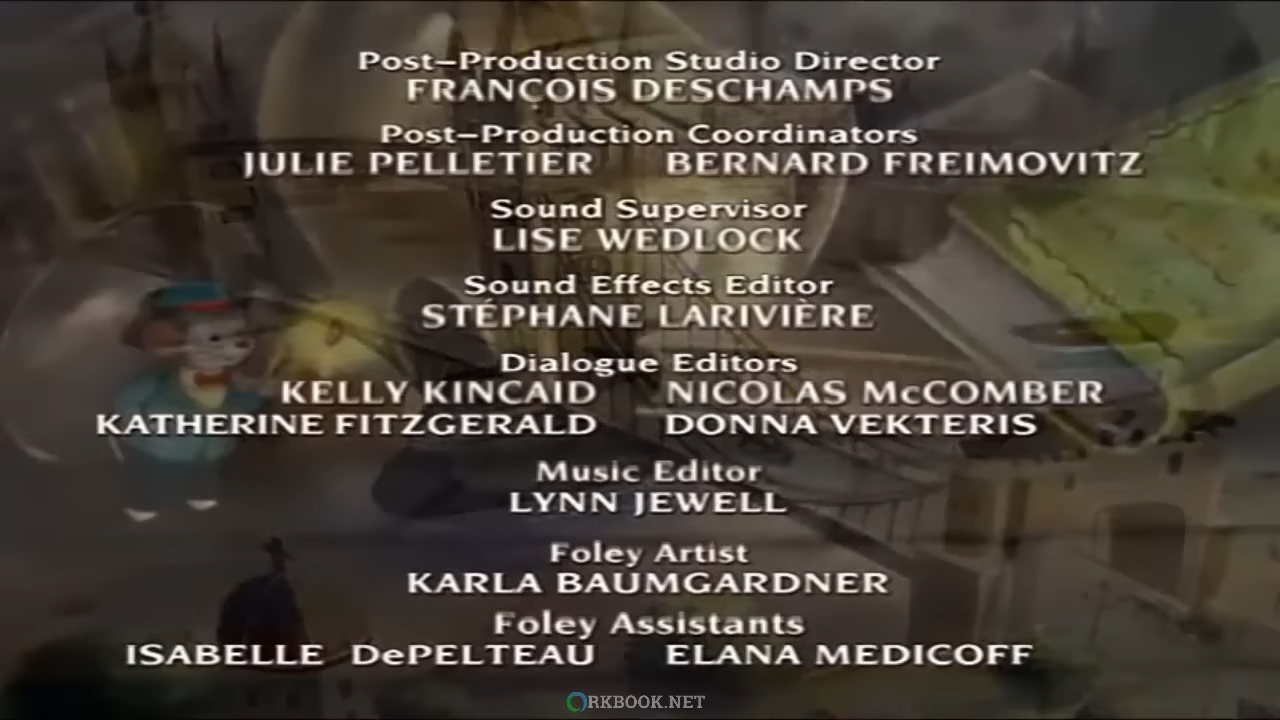 Post–Production Studio Director
FRANÇOIS DESCHAMPS
Post–Production Coordinators
JULIE PELLETIER BERNARD FREIMOVITZ
Sound Supervisor
LISE WEDLOCK
Sound Effects Editor
STÉPHANE LARIVIÈRE
Dialogue Editors
KELLY KINCAID NICOLAS McCOMBER
KATHERINE FITZGERALD DONNA VEKTERIS
Music Editor
LYNN JEWELL
Foley Artist
KARLA BAUMGARDNER
Foley Assistants
ISABELLE DePELTEAU ELANA MEDICOFF
ORKBOOK.NET